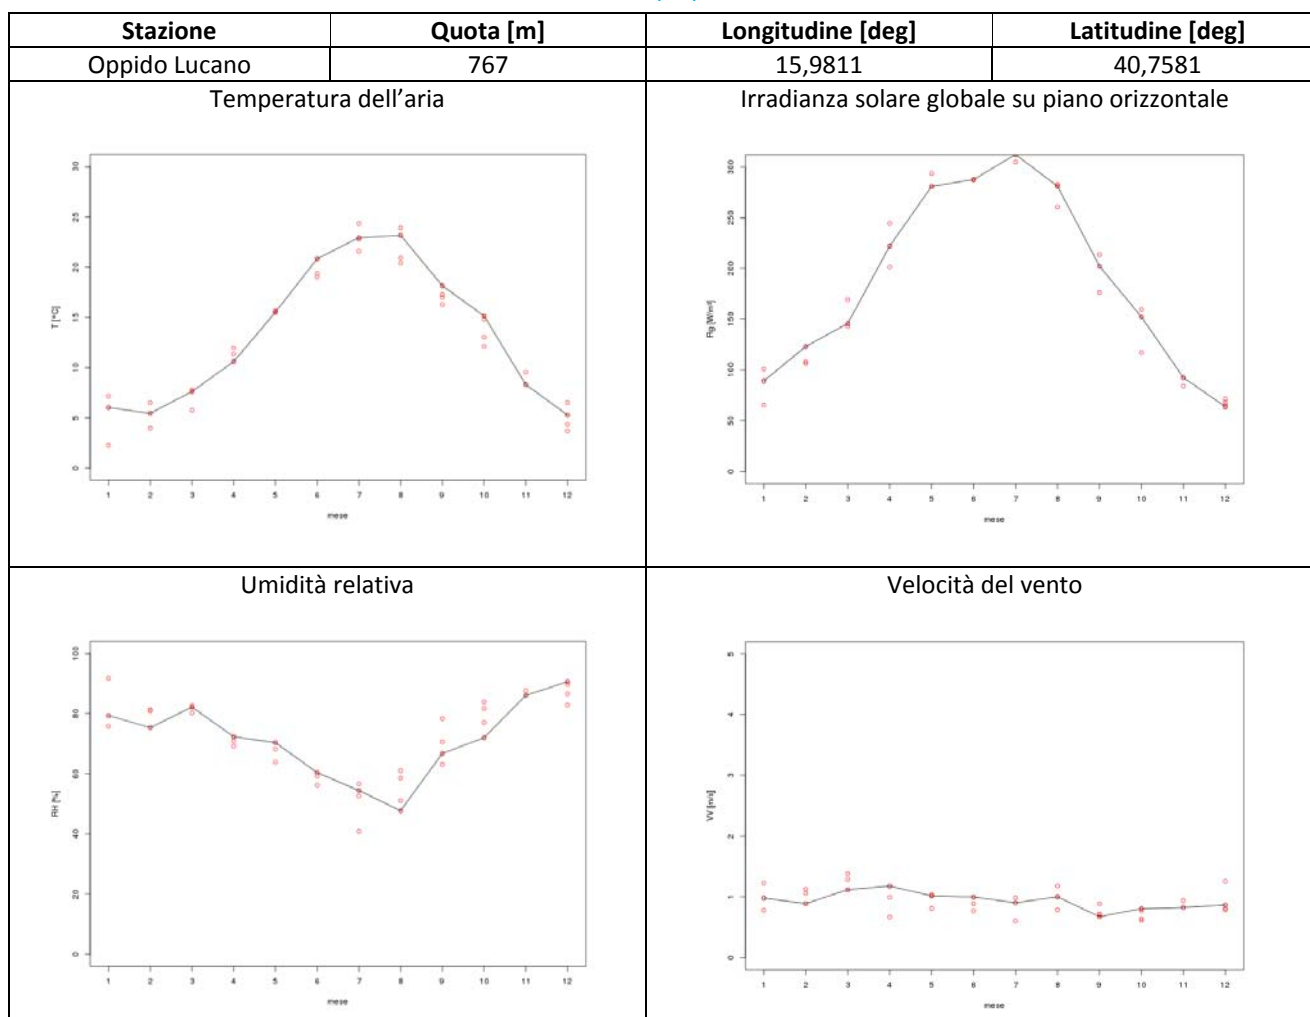 Stazione Quota [m] Longitudine [deg] Latitudine [deg]
Oppido Lucano 767 15,9811 40,7581
Temperatura dell'aria
T [°C]
30
25
20
15
10
5
0
1 2 3 4 5 6 7 8 9 10 11 12
mese
Irradianza solare globale su piano orizzontale
Rg [W/m²]
300
250
200
150
100
50
0
1 2 3 4 5 6 7 8 9 10 11 12
mese
Umidità relativa
RH [%]
100
80
60
40
20
0
1 2 3 4 5 6 7 8 9 10 11 12
mese
Velocità del vento
VV [m/s]
5
4
3
2
1
0
1 2 3 4 5 6 7 8 9 10 11 12
mese